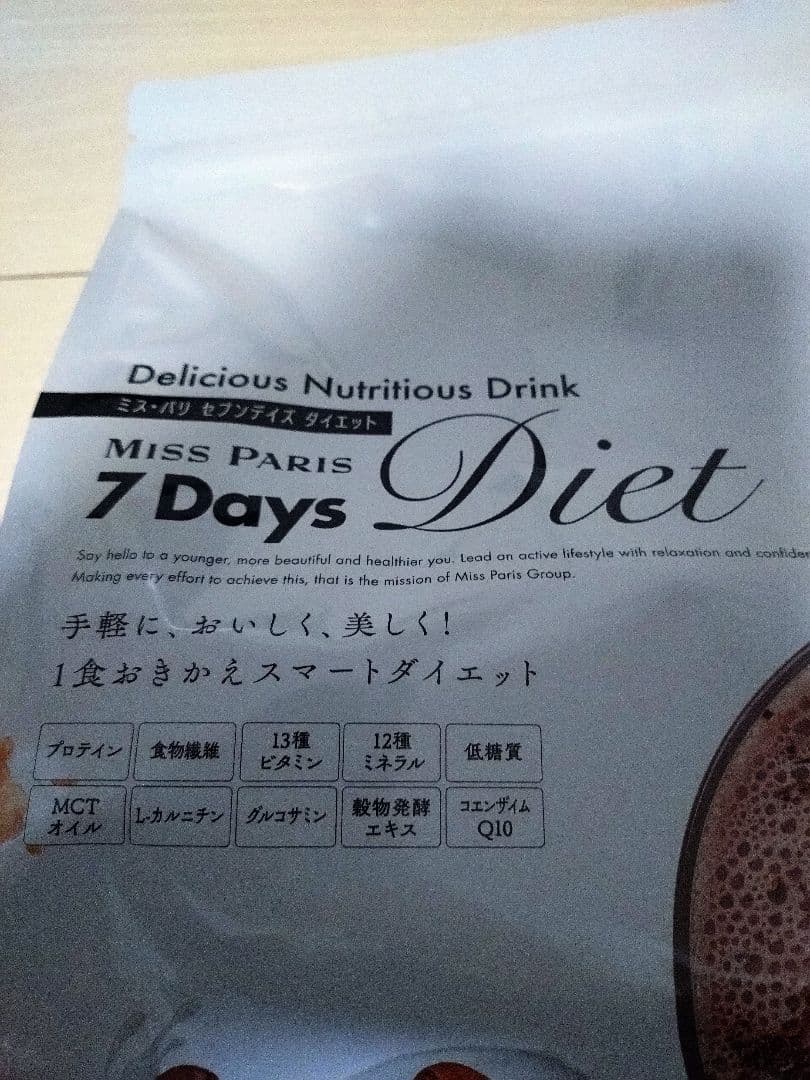 Delicious Nutritious Drink
ミス・パリ セブンデイズ ダイエット
MISS PARIS
7 Days Diet
Say hello to a younger, more beautiful and healthier you. Lead an active lifestyle with relaxation and
Making every effort to achieve this, that is the mission of Miss Paris Group.
手軽に、おいしく、美しく!
1食おきかえスマートダイエット
プロテイン 食物繊維 13種ビタミン 12種ミネラル 低糖質
MCTオイル L-カルニチン グルコサミン 穀物発酵エキス コエンザイムQ10